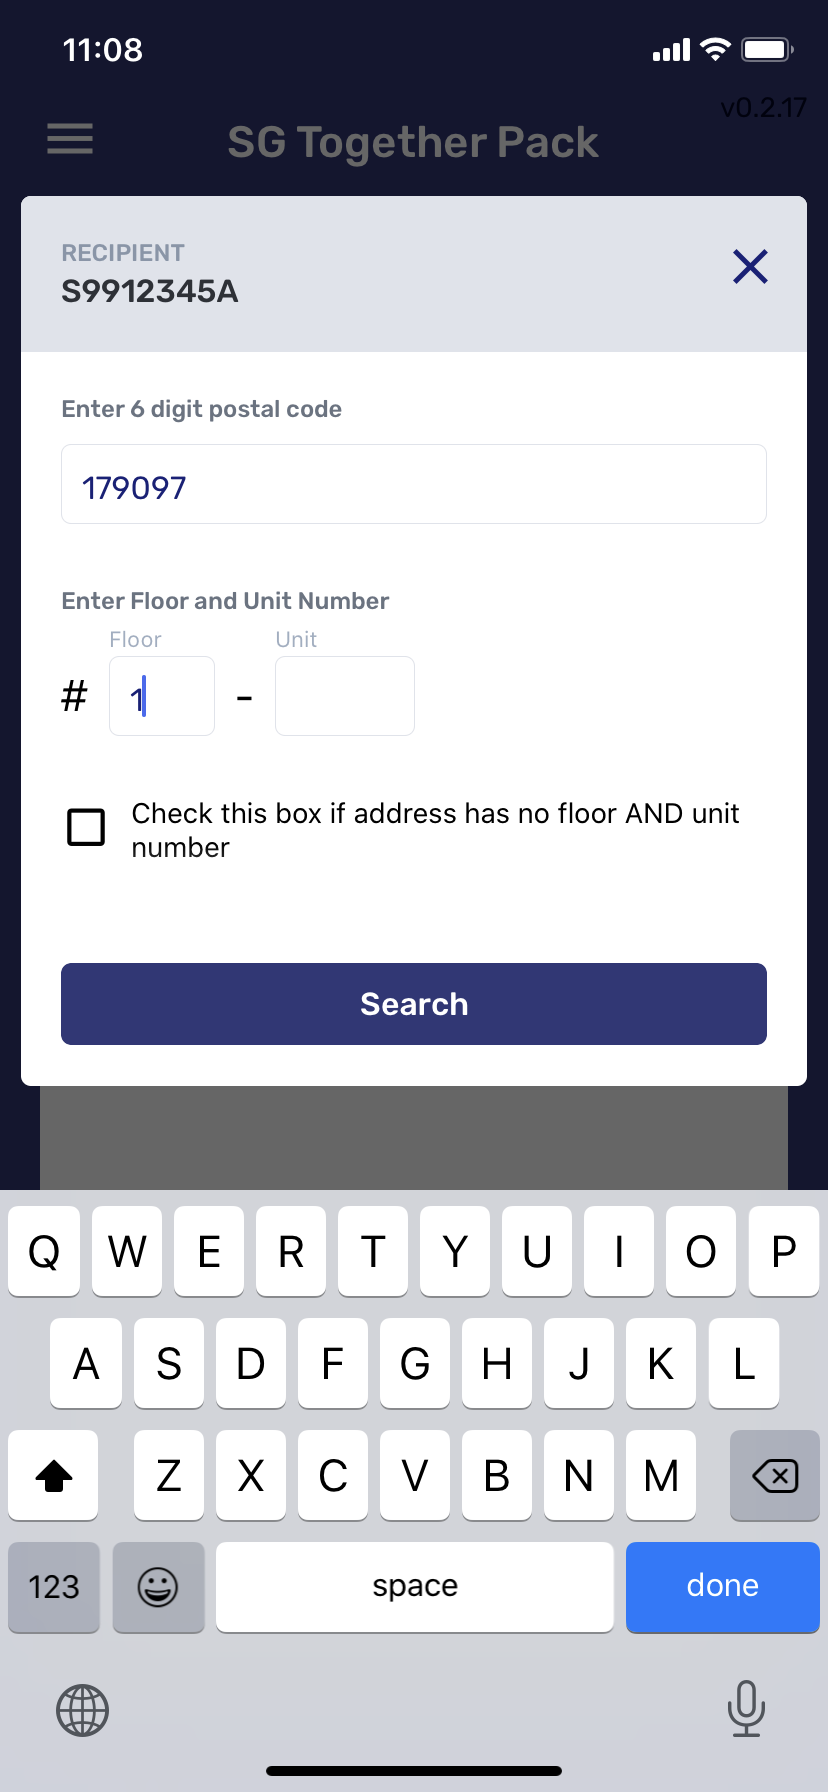 11:08
v0.2.17
SG Together Pack
RECIPIENT
S9912345A
Enter 6 digit postal code
179097
Enter Floor and Unit Number
Floor Unit
# 1 -
Check this box if address has no floor AND unit
number
Search
Q W E R T Y U I O P
A S D F G H J K L
Z X C V B N M
123 space done